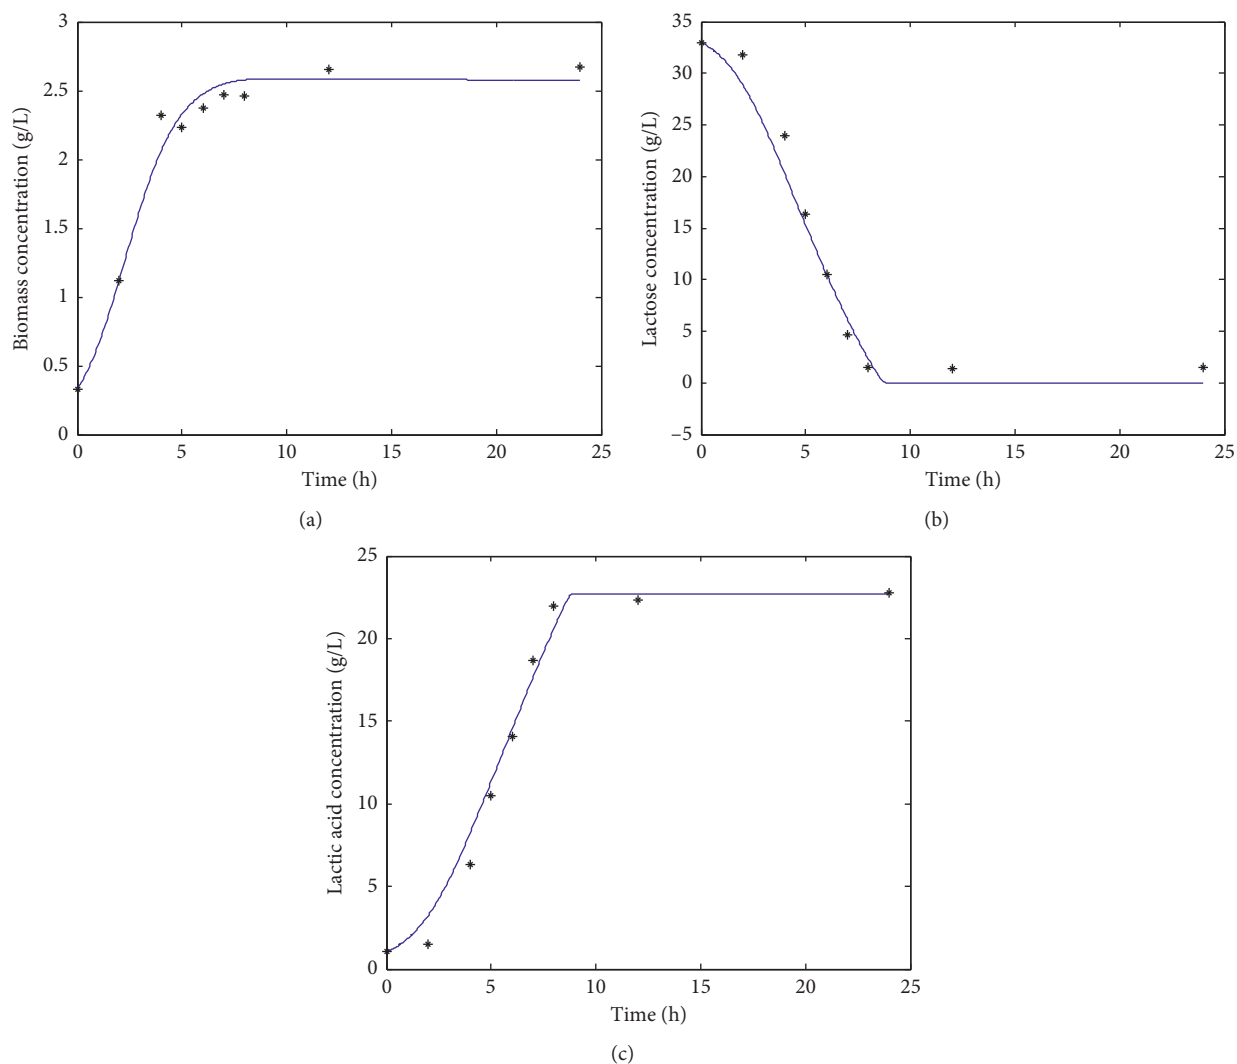 Biomass concentration (g/L)
3
2.5
2
1.5
1
0.5
0
0 5 10 15 20 25
Time (h)
(a)
Lactose concentration (g/L)
35
30
25
20
15
10
5
0
−5
0 5 10 15 20 25
Time (h)
(b)
Lactic acid concentration (g/L)
25
20
15
10
5
0
0 5 10 15 20 25
Time (h)
(c)